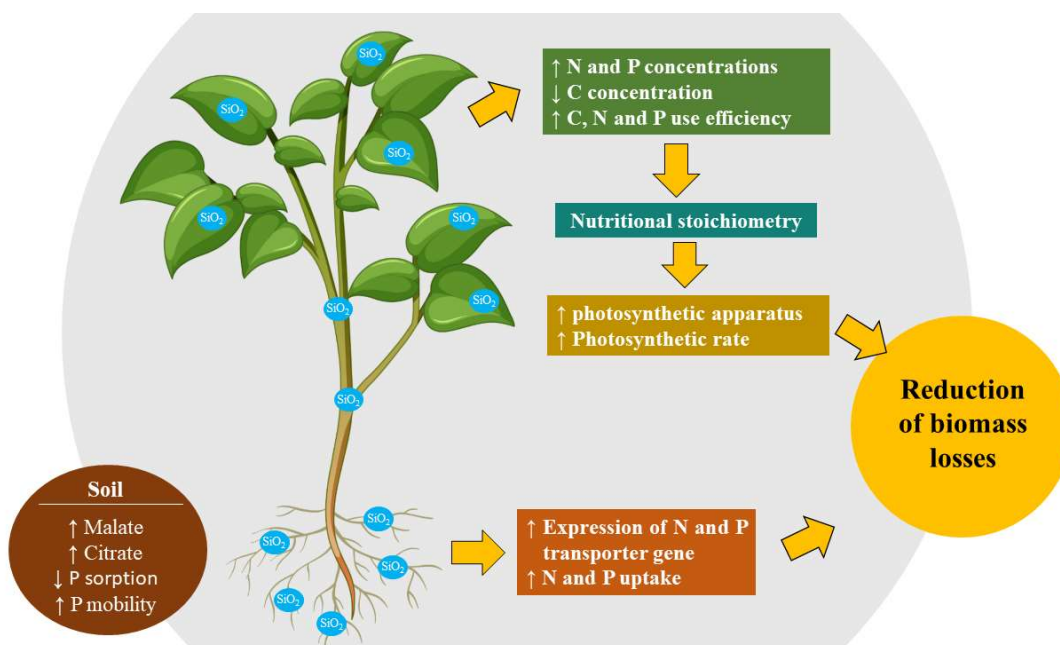 SiO₂
SiO₂
SiO₂
SiO₂
SiO₂
SiO₂
SiO₂
SiO₂
SiO₂
SiO₂
SiO₂
SiO₂
SiO₂
↑ N and P concentrations
↓ C concentration
↑ C, N and P use efficiency
Nutritional stoichiometry
↑ photosynthetic apparatus
↑ Photosynthetic rate
Reduction
of biomass
losses
Soil
↑ Malate
↑ Citrate
↓ P sorption
↑ P mobility
↑ Expression of N and P
transporter gene
↑ N and P uptake